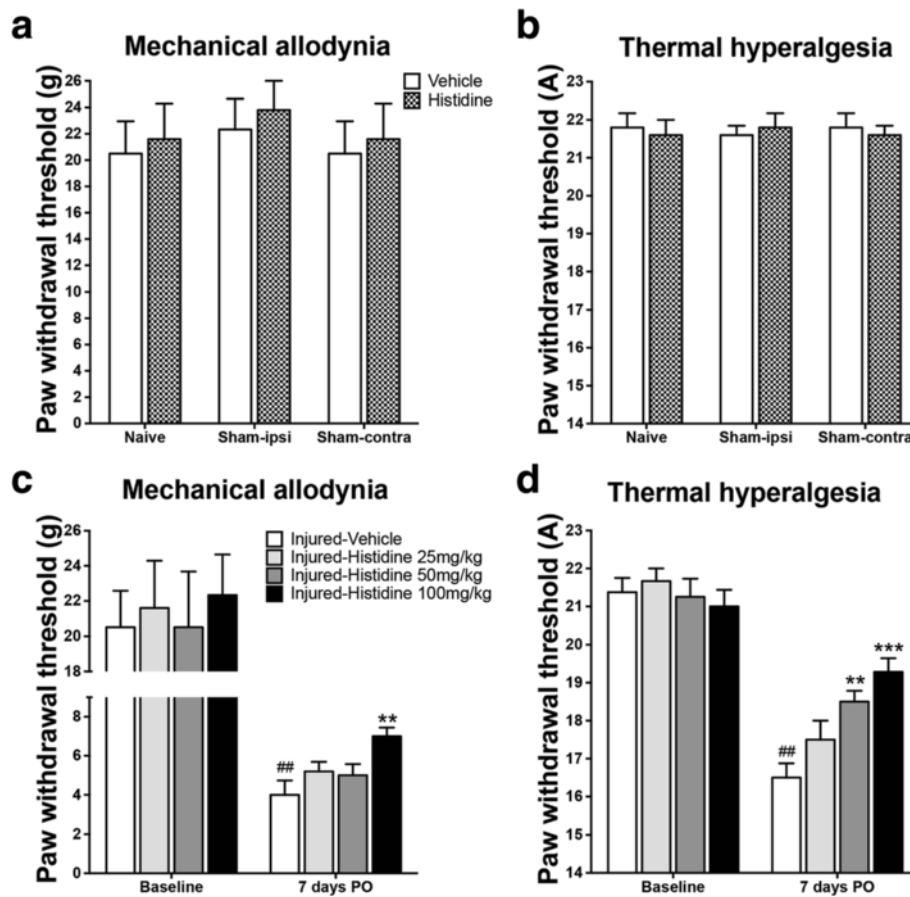 a
Mechanical allodynia
Paw withdrawal threshold (g)
26
24
22
20
18
16
14
12
10
8
6
4
2
0
Vehicle
Histidine
Naive Sham-ipsi Sham-contra
b
Thermal hyperalgesia
Paw withdrawal threshold (A)
23
22
21
20
19
18
17
16
15
14
Naive Sham-ipsi Sham-contra
c
Mechanical allodynia
Paw withdrawal threshold (g)
26
24
22
20
18
8
6
4
2
0
Injured-Vehicle
Injured-Histidine 25mg/kg
Injured-Histidine 50mg/kg
Injured-Histidine 100mg/kg
##
**
Baseline 7 days PO
d
Thermal hyperalgesia
Paw withdrawal threshold (A)
23
22
21
20
19
18
17
16
15
14
##
**
***
Baseline 7 days PO